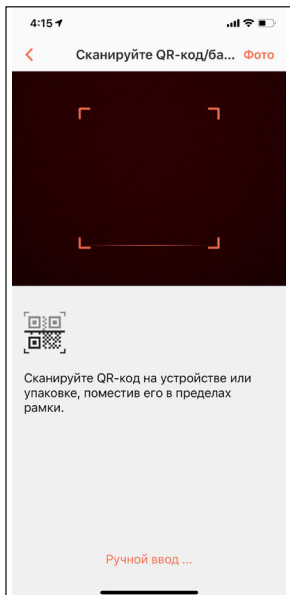 4:15
Сканируйте QR-код/ба... Фото
Сканируйте QR-код на устройстве или
упаковке, поместив его в пределах
рамки.
Ручной ввод ...